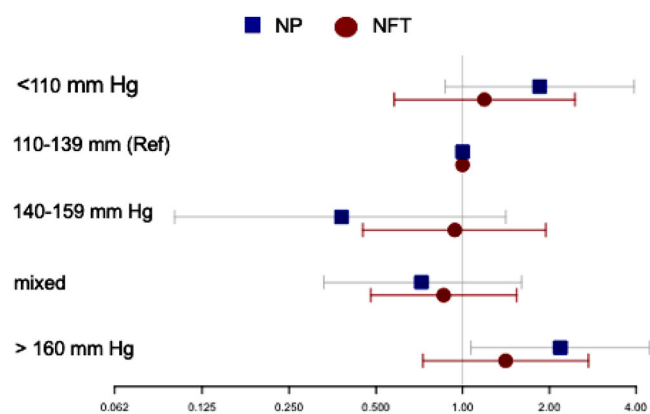 NP NFT
<110 mm Hg
110-139 mm (Ref)
140-159 mm Hg
mixed
> 160 mm Hg
0.062 0.125 0.250 0.500 1.00 2.00 4.00